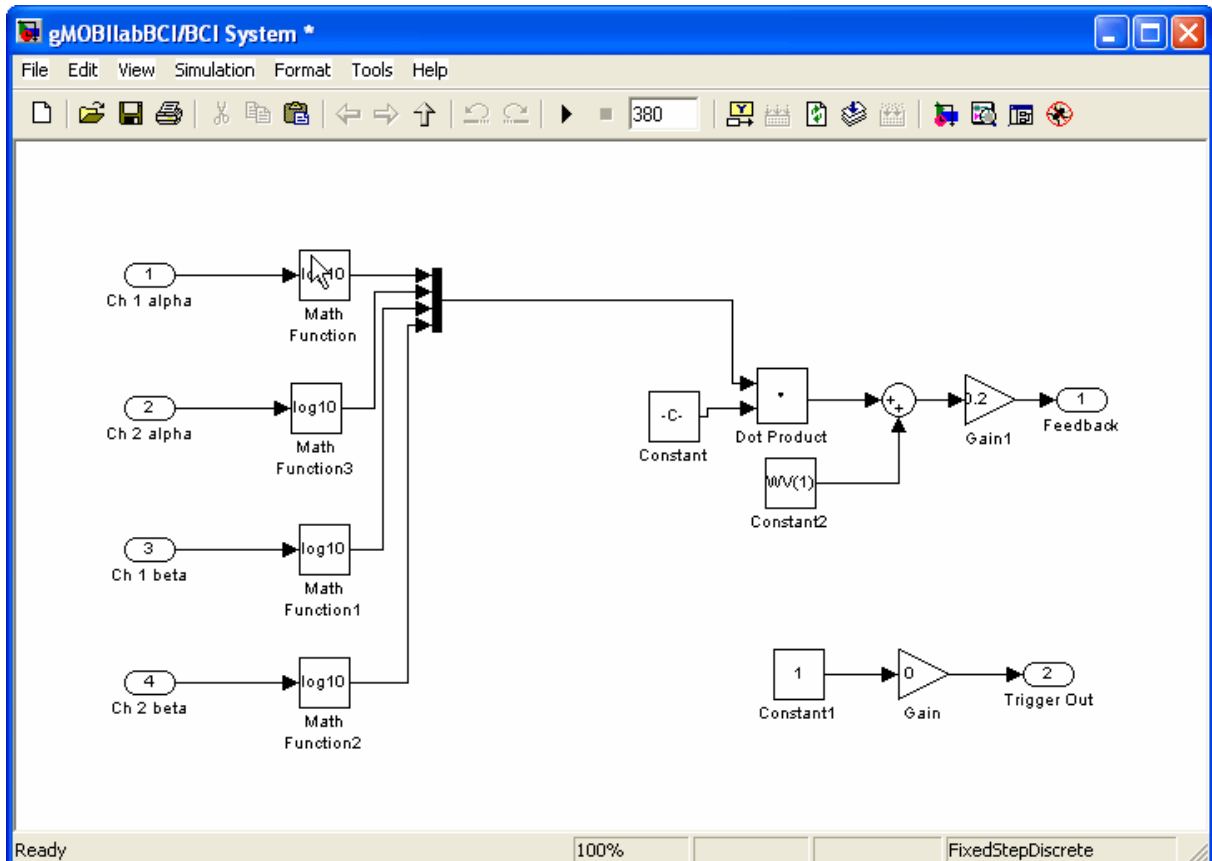 gMOBIlabBCI/BCI System *
File Edit View Simulation Format Tools Help
380
1
Ch 1 alpha
Math
Function
2
Ch 2 alpha
log10
Math
Function3
3
Ch 1 beta
log10
Math
Function1
4
Ch 2 beta
log10
Math
Function2
-C-
Constant
Dot Product
WV(1)
Constant2
0.2
Gain1
1
Feedback
1
Constant1
0
Gain
2
Trigger Out
Ready 100% FixedStepDiscrete